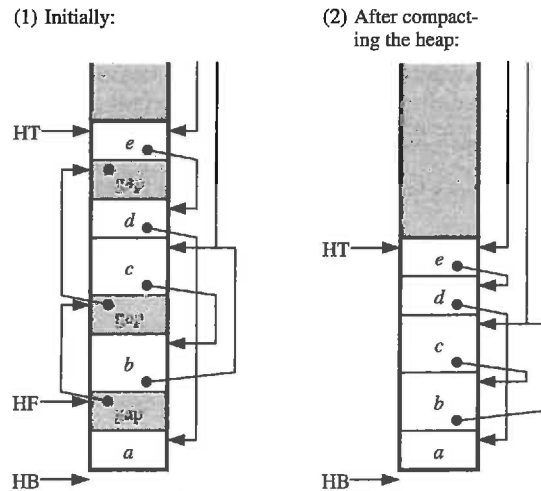 (1) Initially:
HT
e
gap
d
c
gap
b
HF
gap
a
HB
(2) After compact-
ing the heap:
HT
e
d
c
b
a
HB